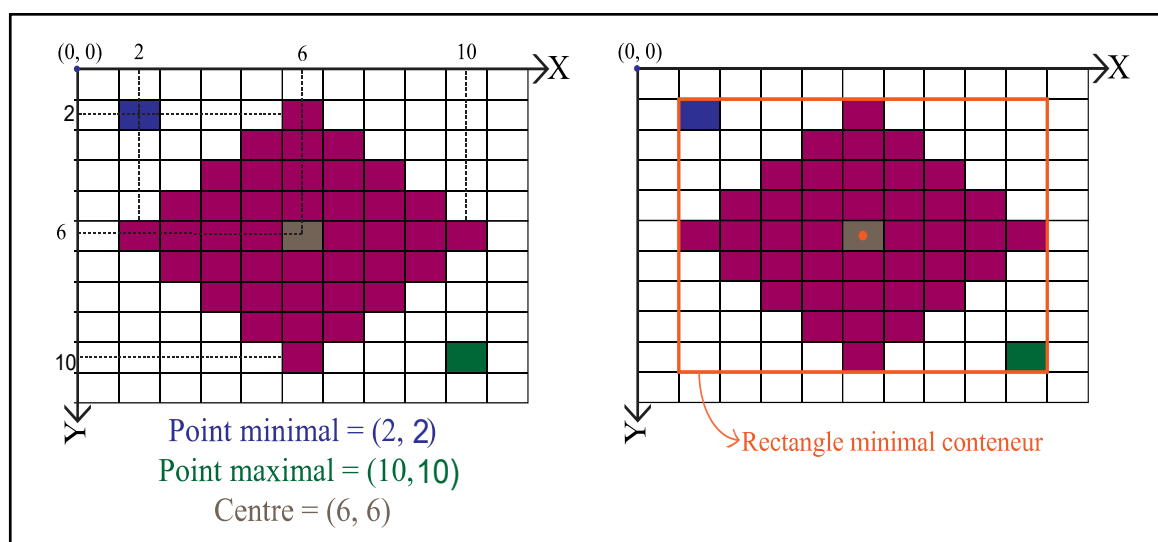 (0, 0) 2 6 10 X
2
6
10
Y
Point minimal = (2, 2)
Point maximal = (10,10)
Centre = (6, 6)
(0, 0) X
Y
Rectangle minimal conteneur